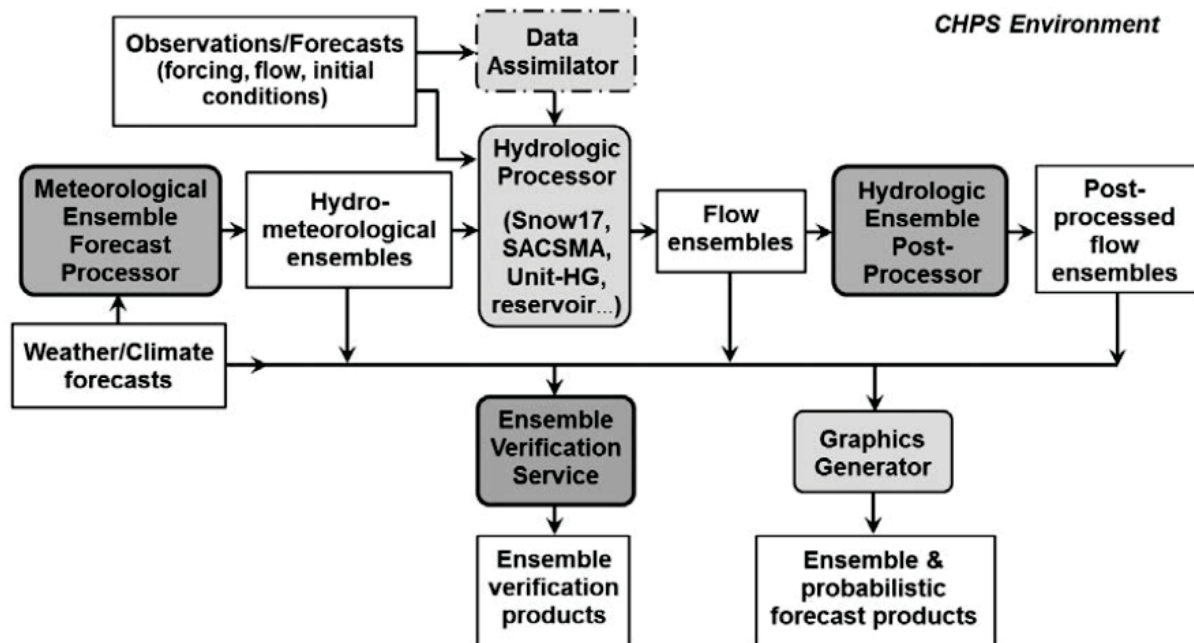 CHPS Environment
Observations/Forecasts
(forcing, flow, initial
conditions)
Data
Assimilator
Meteorological
Ensemble
Forecast
Processor
Hydro-
meteorological
ensembles
Hydrologic
Processor
(Snow17,
SACSMA,
Unit-HG,
reservoir...)
Flow
ensembles
Hydrologic
Ensemble
Post-
Processor
Post-
processed
flow
ensembles
Weather/Climate
forecasts
Ensemble
Verification
Service
Graphics
Generator
Ensemble
verification
products
Ensemble &
probabilistic
forecast products